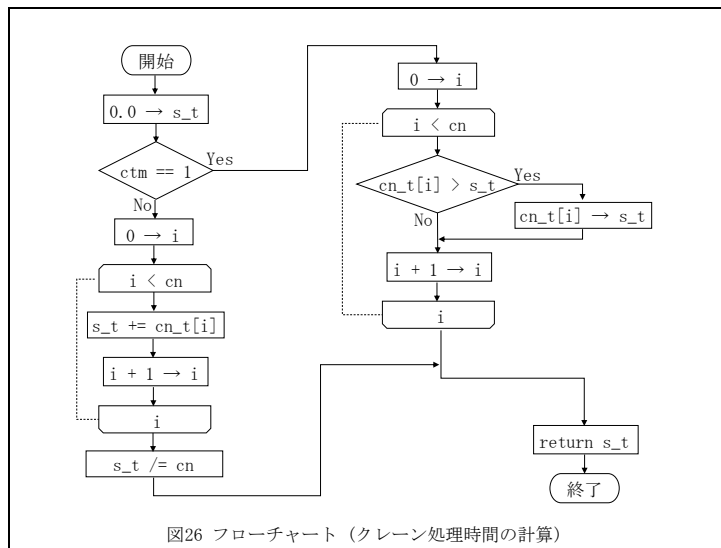 開始
0.0 → s_t
ctm == 1
Yes
No
0 → i
i < cn
s_t += cn_t[i]
i + 1 → i
i
s_t /= cn
0 → i
i < cn
cn_t[i] > s_t
Yes
No
cn_t[i] → s_t
i + 1 → i
i
return s_t
終了
図26 フローチャート (クレーン処理時間の計算)